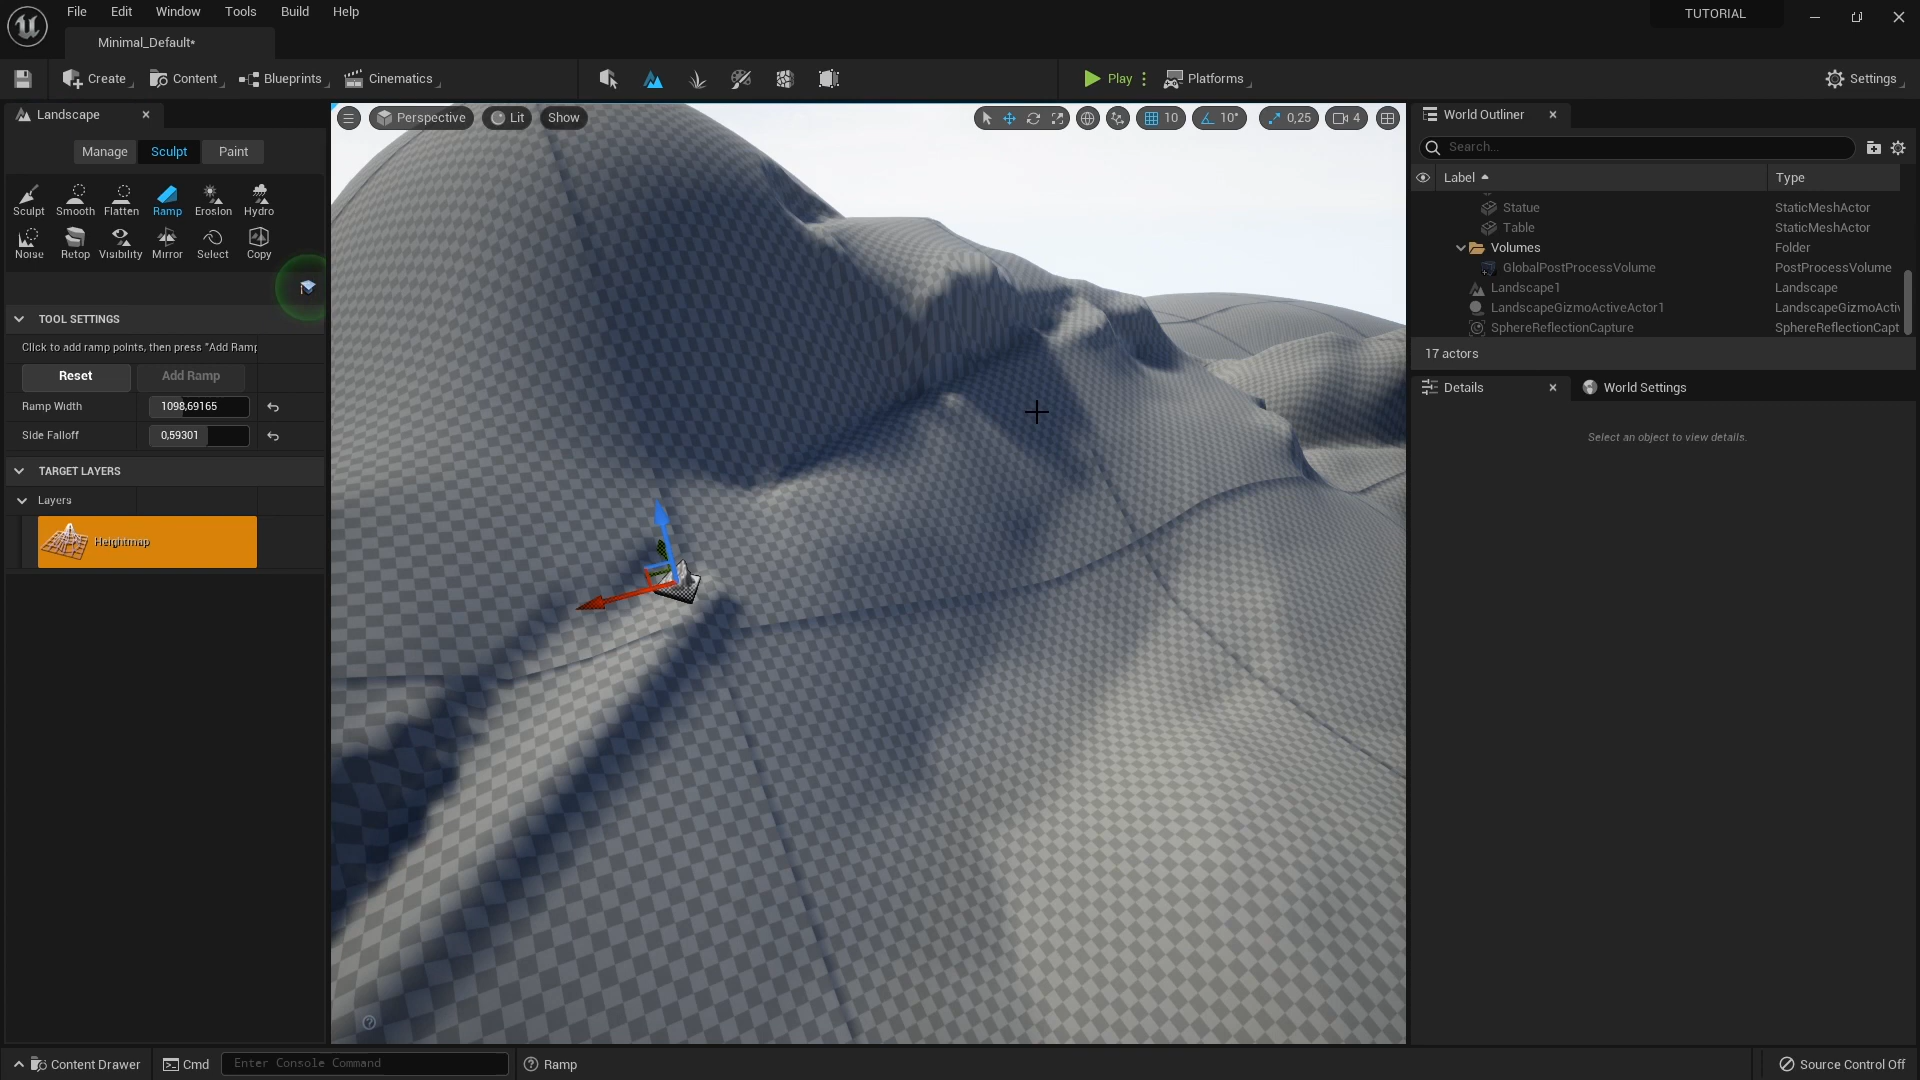 File Edit Window Tools Build Help
TUTORIAL
Minimal_Default*
Create Content Blueprints Cinematics
Play Platforms
Settings
Landscape
Manage Sculpt Paint
Sculpt Smooth Flatten Ramp Erosion Hydro
Noise Retop Visibility Mirror Select Copy
TOOL SETTINGS
Click to add ramp points, then press "Add Ramp
Reset Add Ramp
Ramp Width 1098,69165
Side Falloff 0,59301
TARGET LAYERS
Layers
Heightmap
Perspective Lit Show
10 10° 0,25 4
World Outliner
Search...
Label Type
Statue StaticMeshActor
Table StaticMeshActor
Volumes Folder
GlobalPostProcessVolume PostProcessVolume
Landscape1 Landscape
LandscapeGizmoActiveActor1 LandscapeGizmoActiv
SphereReflectionCapture SphereReflectionCapt
17 actors
Details World Settings
Select an object to view details.
Content Drawer Cmd Enter Console Command Ramp
Source Control Off